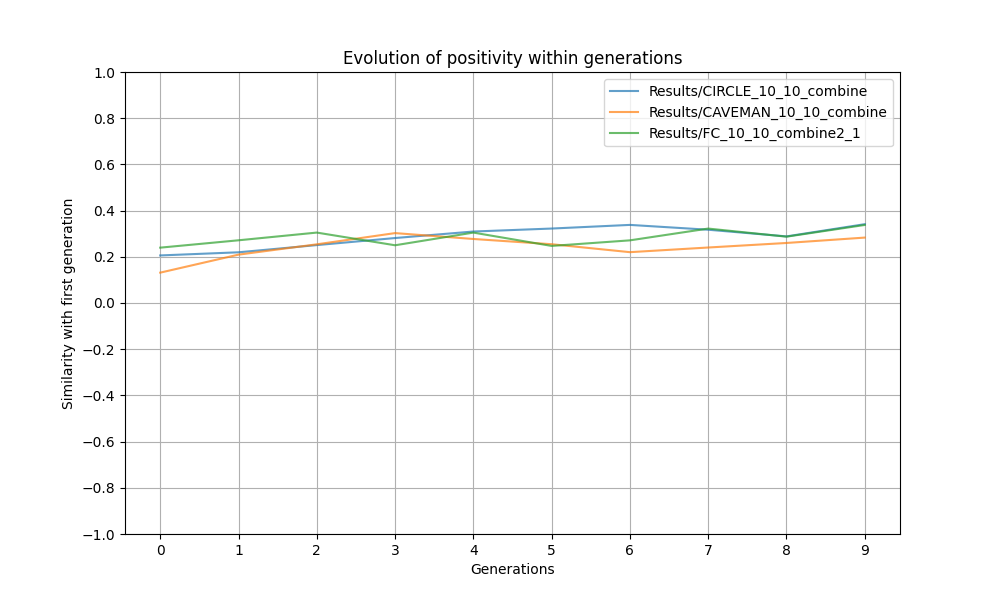 Evolution of positivity within generations
Results/CIRCLE_10_10_combine
Results/CAVEMAN_10_10_combine
Results/FC_10_10_combine2_1
Similarity with first generation
1.0
0.8
0.6
0.4
0.2
0.0
−0.2
−0.4
−0.6
−0.8
−1.0
0 1 2 3 4 5 6 7 8 9
Generations